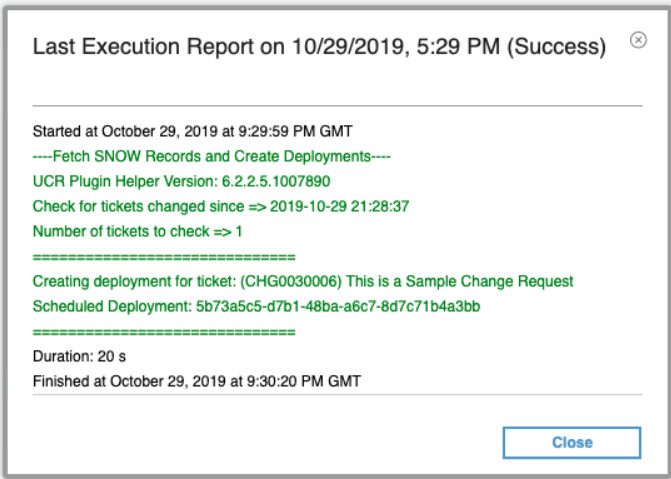 Last Execution Report on 10/29/2019, 5:29 PM (Success)
Started at October 29, 2019 at 9:29:59 PM GMT
----Fetch SNOW Records and Create Deployments----
UCR Plugin Helper Version: 6.2.2.5.1007890
Check for tickets changed since => 2019-10-29 21:28:37
Number of tickets to check => 1
==============================
Creating deployment for ticket: (CHG0030006) This is a Sample Change Request
Scheduled Deployment: 5b73a5c5-d7b1-48ba-a6c7-8d7c71b4a3bb
==============================
Duration: 20 s
Finished at October 29, 2019 at 9:30:20 PM GMT
Close